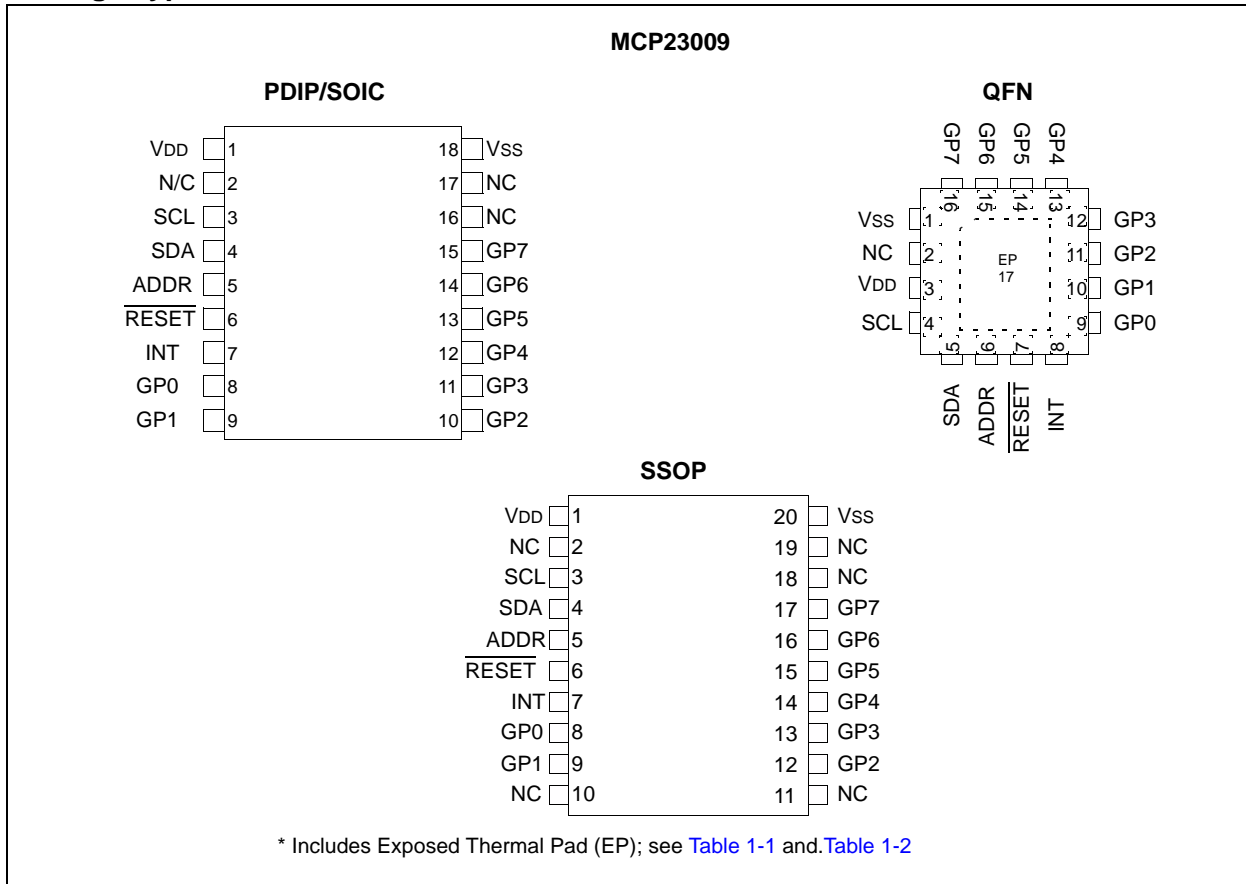 MCP23009
PDIP/SOIC
VDD 1 18 VSS
N/C 2 17 NC
SCL 3 16 NC
SDA 4 15 GP7
ADDR 5 14 GP6
RESET 6 13 GP5
INT 7 12 GP4
GP0 8 11 GP3
GP1 9 10 GP2
QFN
GP7 GP6 GP5 GP4
16 15 14 13
VSS 1 12 GP3
NC 2 11 GP2
VDD 3 10 GP1
SCL 4 9 GP0
EP
17
5 6 7 8
SDA ADDR RESET INT
SSOP
VDD 1 20 VSS
NC 2 19 NC
SCL 3 18 NC
SDA 4 17 GP7
ADDR 5 16 GP6
RESET 6 15 GP5
INT 7 14 GP4
GP0 8 13 GP3
GP1 9 12 GP2
NC 10 11 NC
* Includes Exposed Thermal Pad (EP); see Table 1-1 and.Table 1-2